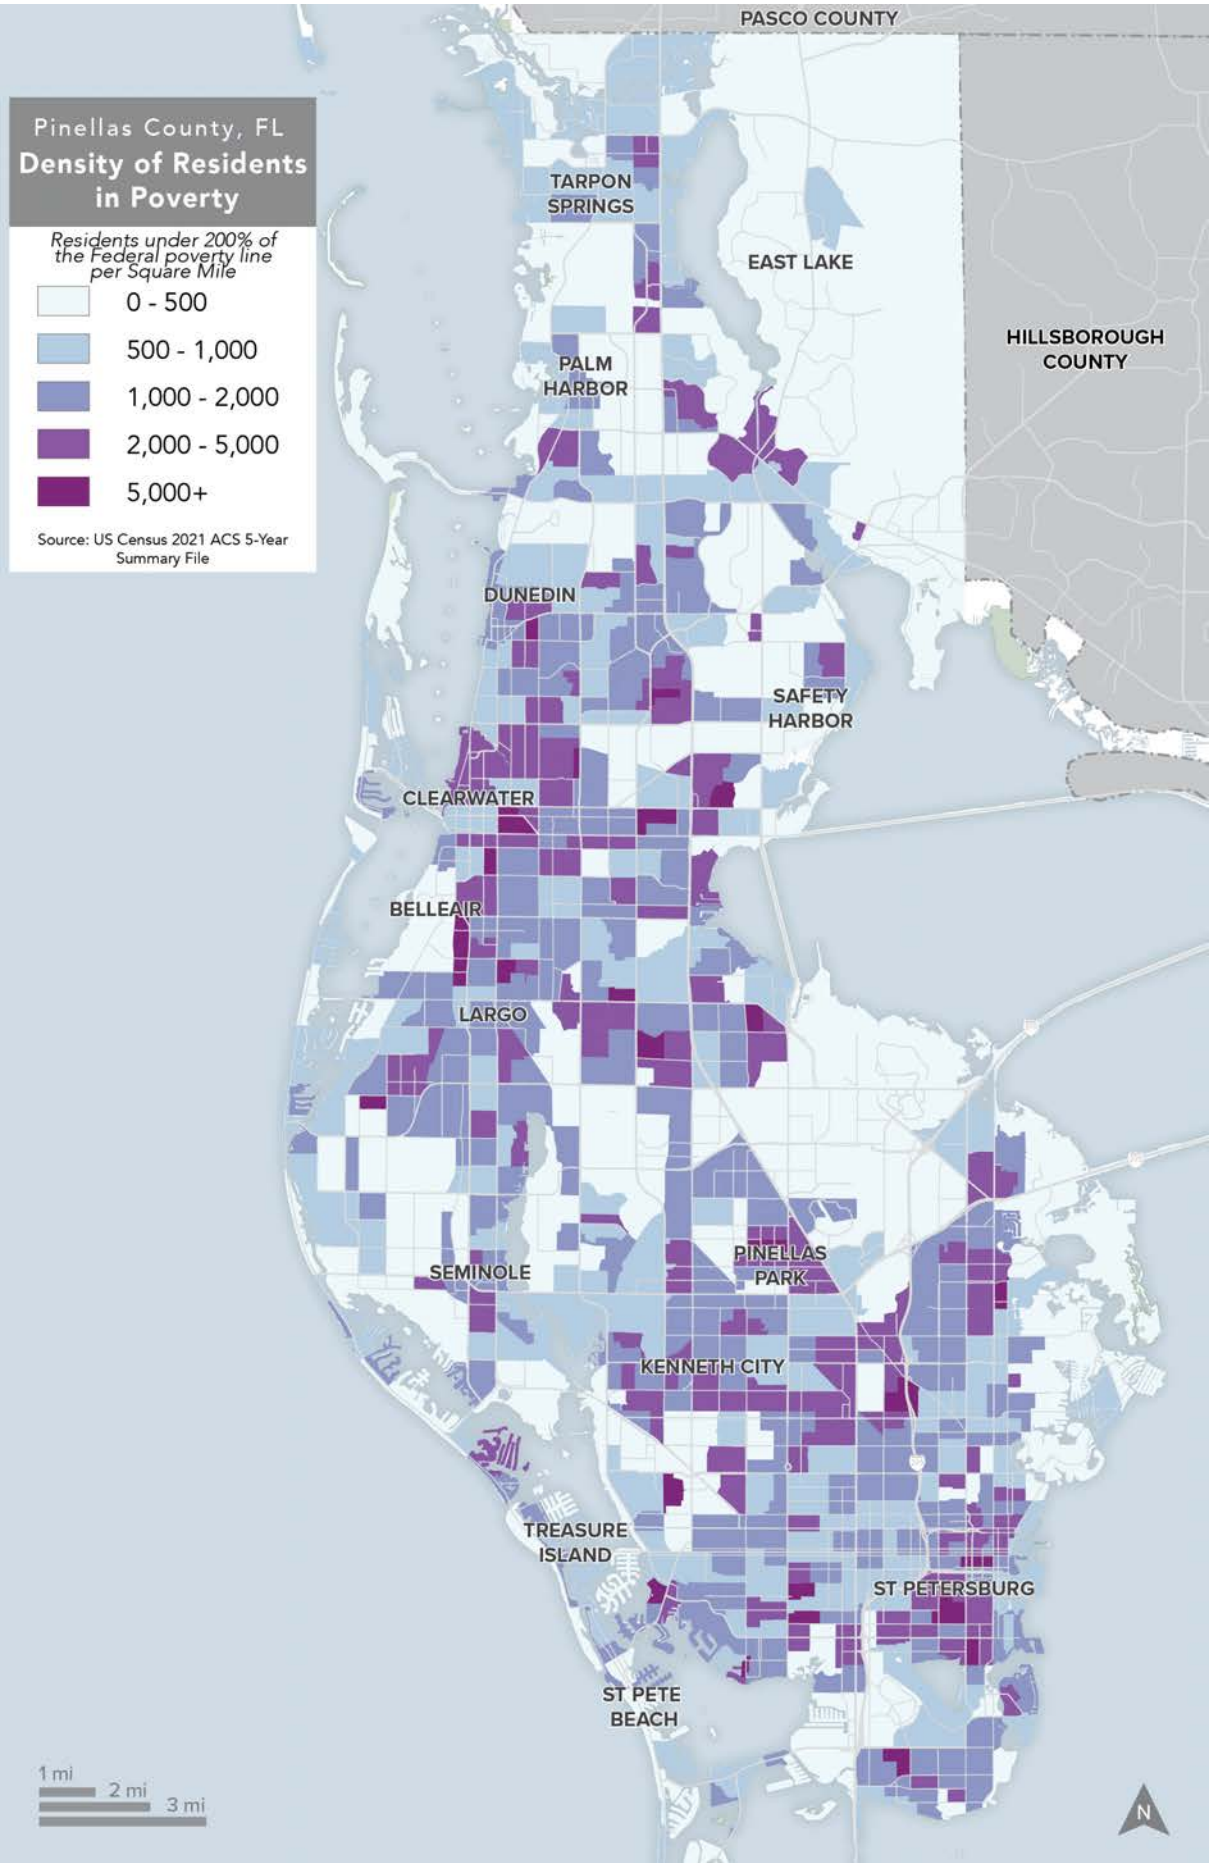 PASCO COUNTY
Pinellas County, FL
Density of Residents
in Poverty
Residents under 200% of
the Federal poverty line
per Square Mile
0 - 500
500 - 1,000
1,000 - 2,000
2,000 - 5,000
5,000+
Source: US Census 2021 ACS 5-Year
Summary File
TARPON
SPRINGS
EAST LAKE
HILLSBOROUGH
COUNTY
PALM
HARBOR
DUNEDIN
SAFETY
HARBOR
CLEARWATER
BELLEAIR
LARGO
PINELLAS
PARK
SEMINOLE
KENNETH CITY
TREASURE
ISLAND
ST PETERSBURG
ST PETE
BEACH
1 mi
2 mi
3 mi
N